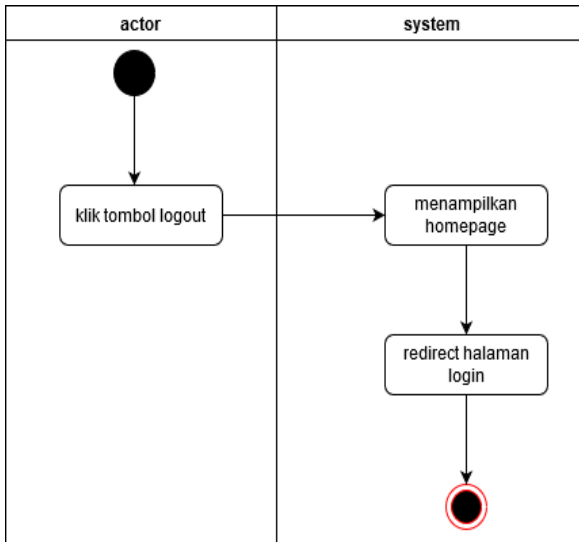 actor
system
klik tombol logout
menampilkan
homepage
redirect halaman
login